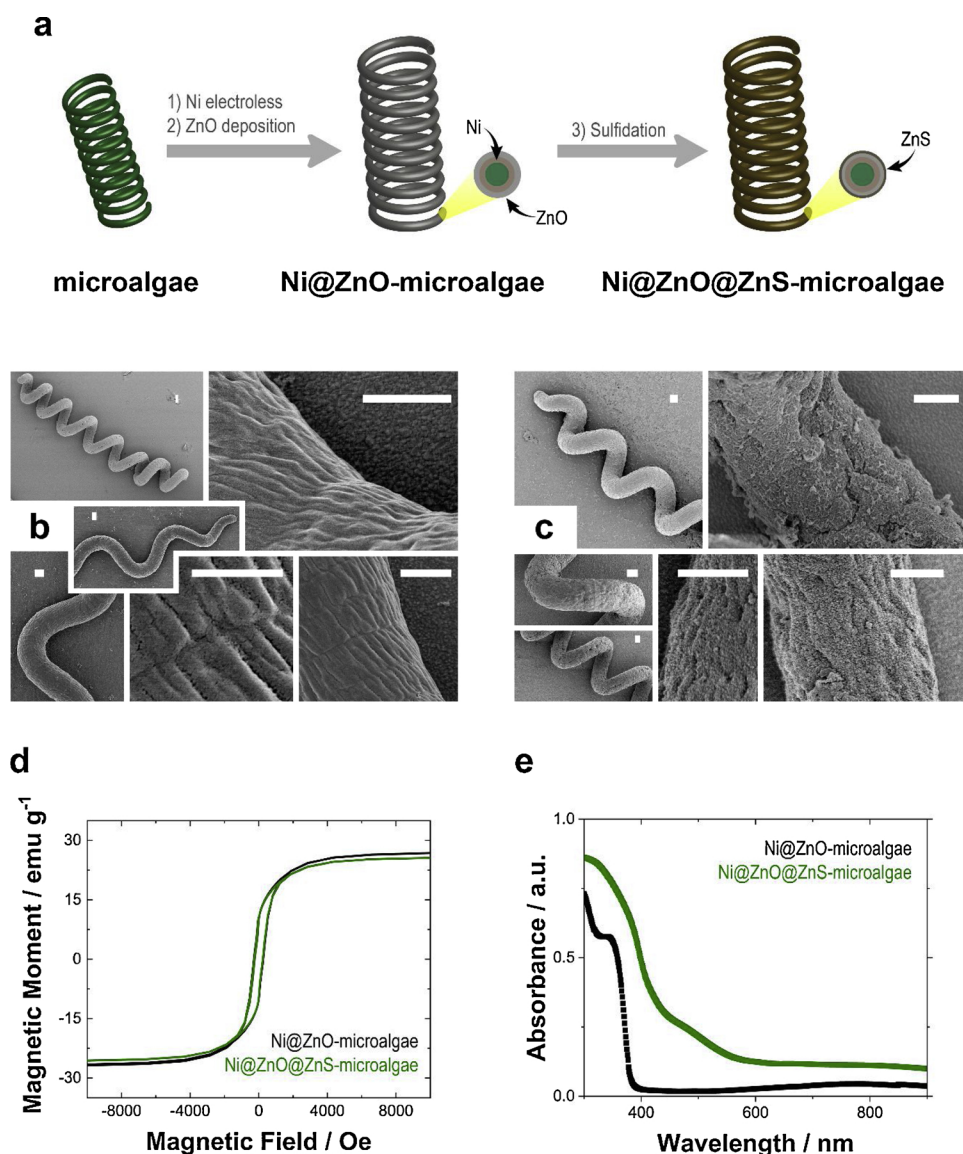 a
1) Ni electroless
2) ZnO deposition
Ni
ZnO
3) Sulfidation
ZnS
microalgae
Ni@ZnO-microalgae
Ni@ZnO@ZnS-microalgae
b
c
d
Magnetic Moment / emu g⁻¹
30
15
0
-15
-30
Ni@ZnO-microalgae
Ni@ZnO@ZnS-microalgae
-8000
-4000
0
4000
8000
Magnetic Field / Oe
e
Absorbance / a.u.
1.0
0.5
0.0
Ni@ZnO-microalgae
Ni@ZnO@ZnS-microalgae
400
600
800
Wavelength / nm